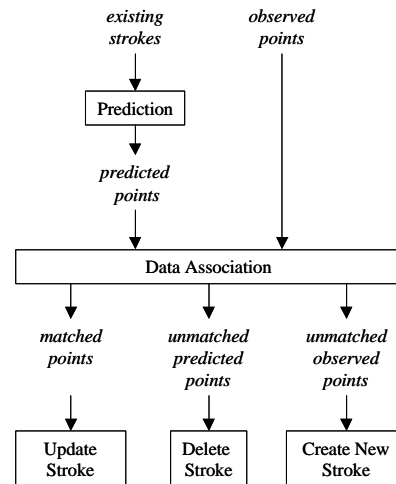 existing
strokes
observed
points
Prediction
predicted
points
Data Association
matched
points
unmatched
predicted
points
unmatched
observed
points
Update
Stroke
Delete
Stroke
Create New
Stroke